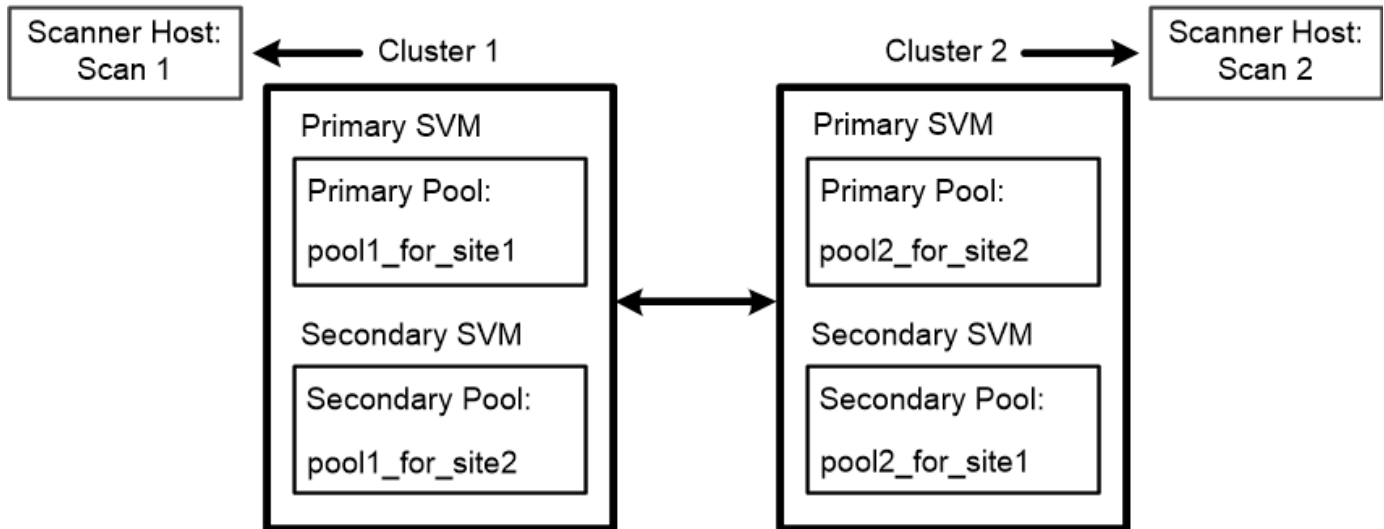 Scanner Host:
Scan 1
Cluster 1
Cluster 2
Scanner Host:
Scan 2
Primary SVM
Primary Pool:
pool1_for_site1
Secondary SVM
Secondary Pool:
pool1_for_site2
Primary SVM
Primary Pool:
pool2_for_site2
Secondary SVM
Secondary Pool:
pool2_for_site1